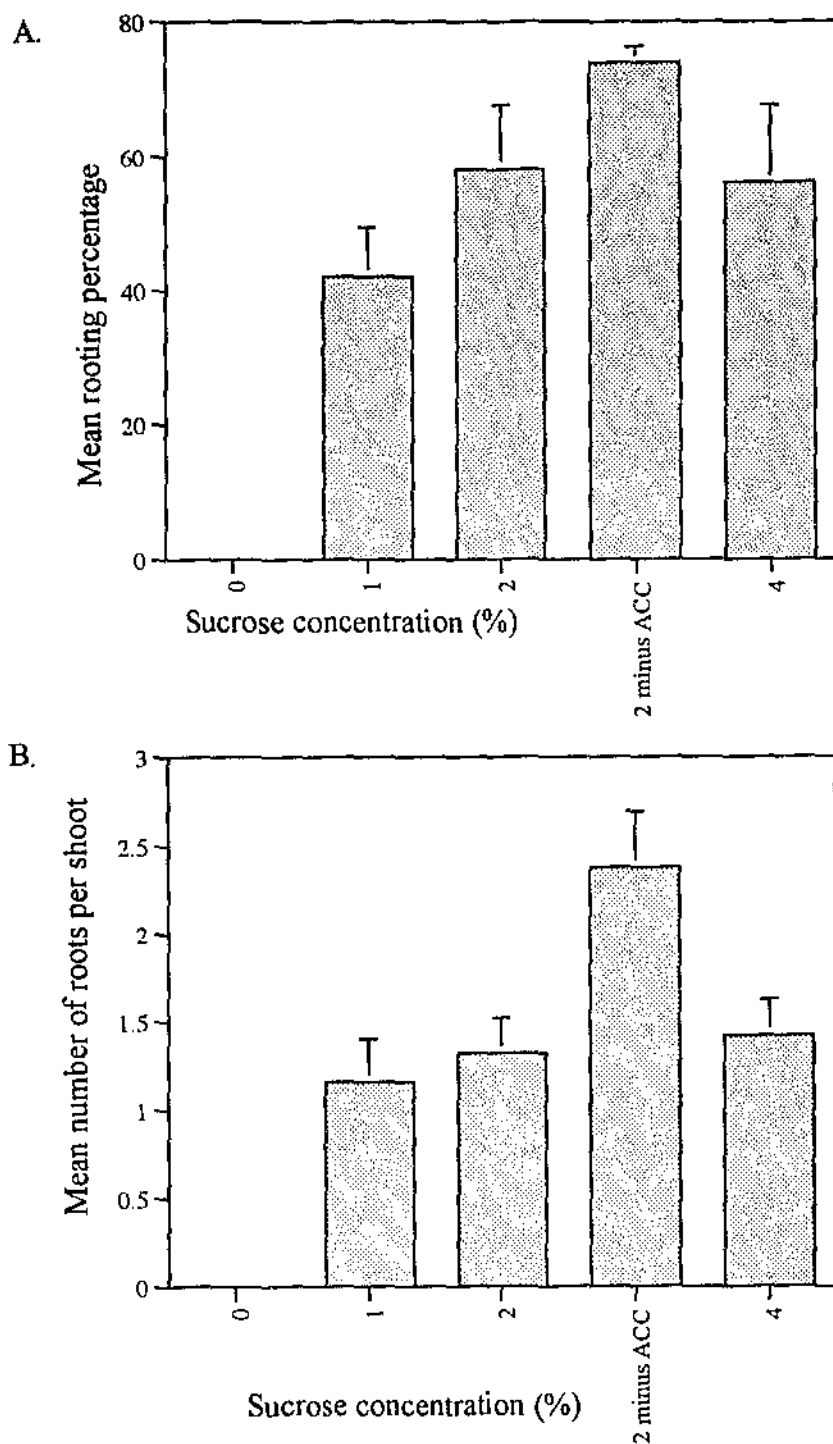 A.
Mean rooting percentage
80
60
40
20
0
0
1
2
2 minus ACC
4
Sucrose concentration (%)
B.
Mean number of roots per shoot
3
2.5
2
1.5
1
0.5
0
0
1
2
2 minus ACC
4
Sucrose concentration (%)